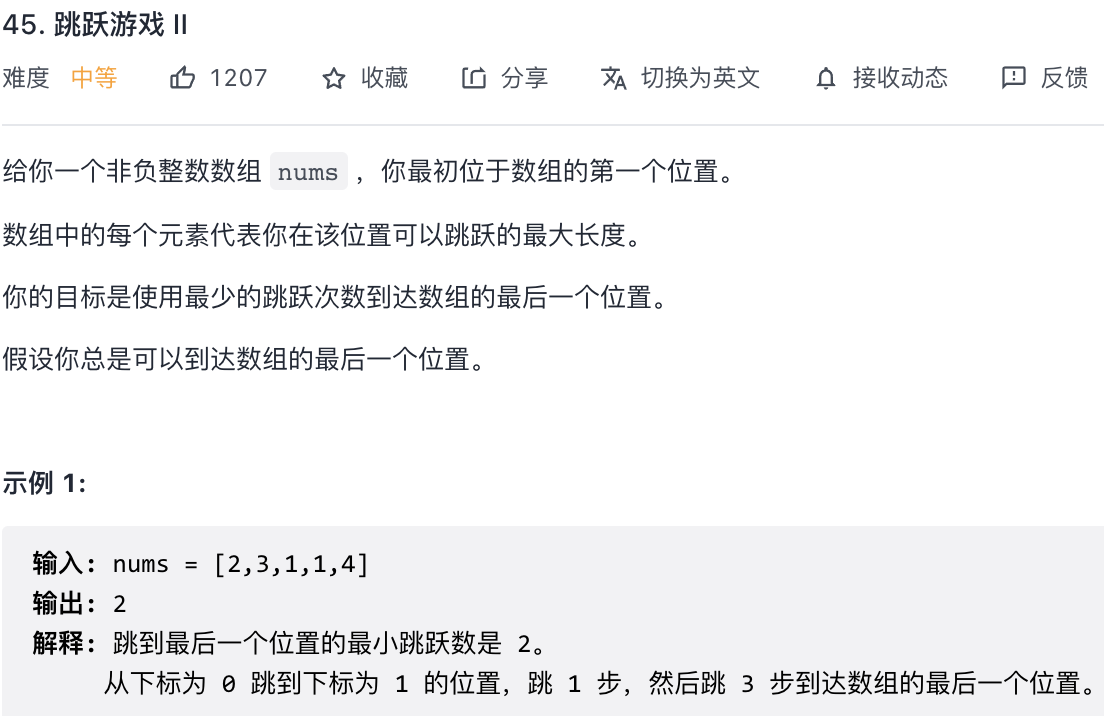 45. 跳跃游戏 II
难度 中等 1207 收藏 分享 切换为英文 接收动态 反馈
给你一个非负整数数组 nums ，你最初位于数组的第一个位置。
数组中的每个元素代表你在该位置可以跳跃的最大长度。
你的目标是使用最少的跳跃次数到达数组的最后一个位置。
假设你总是可以到达数组的最后一个位置。
示例 1:
输入: nums = [2,3,1,1,4]
输出: 2
解释: 跳到最后一个位置的最小跳跃数是 2。
从下标为 0 跳到下标为 1 的位置，跳 1 步，然后跳 3 步到达数组的最后一个位置。